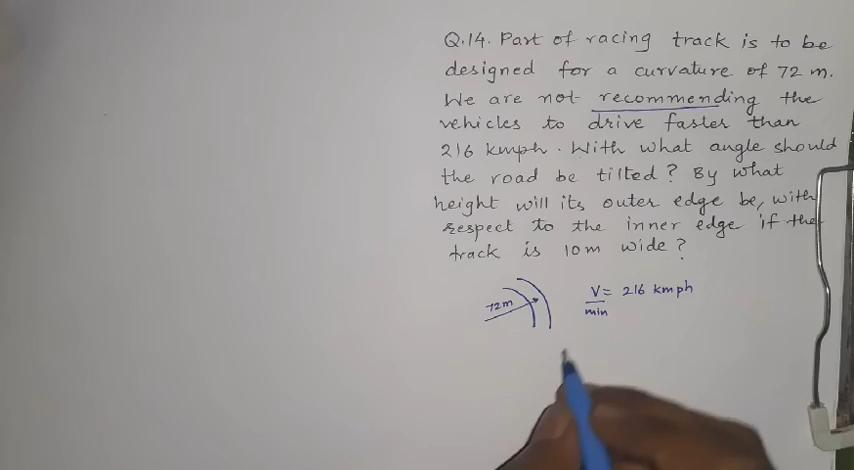 Q.14. Part of racing track is to be
designed for a curvature of 72 m.
We are not recommending the
vehicles to drive faster than
216 kmph. With what angle should
the road be tilted? By what
height will its outer edge be, with
respect to the inner edge if the
track is 10m wide?
72m
V = 216 kmph
min